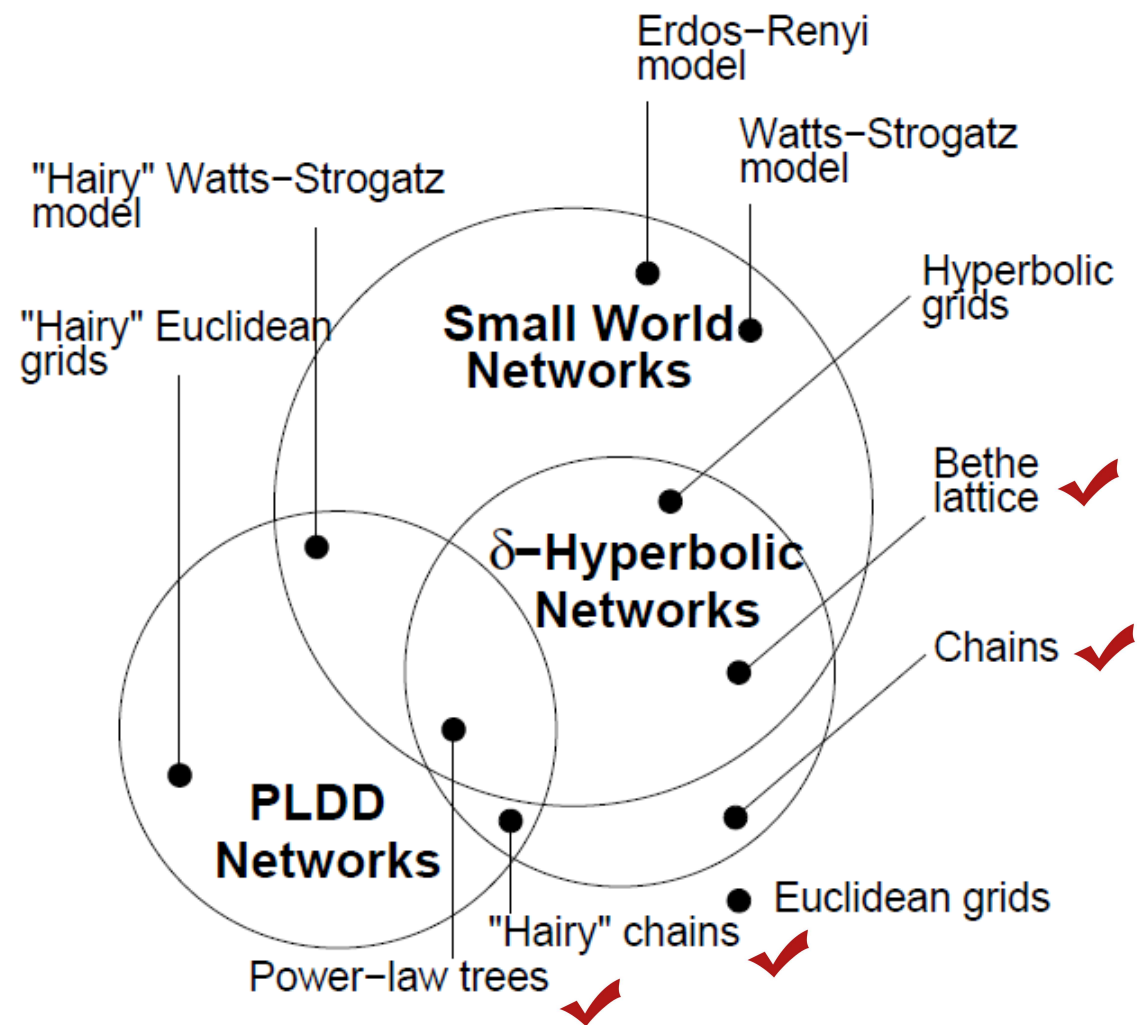 Erdos−Renyi
model
Watts−Strogatz
model
"Hairy" Watts−Strogatz
model
Hyperbolic
grids
"Hairy" Euclidean
grids
Small World
Networks
Bethe
lattice
δ−Hyperbolic
Networks
Chains
PLDD
Networks
Euclidean grids
"Hairy" chains
Power−law trees